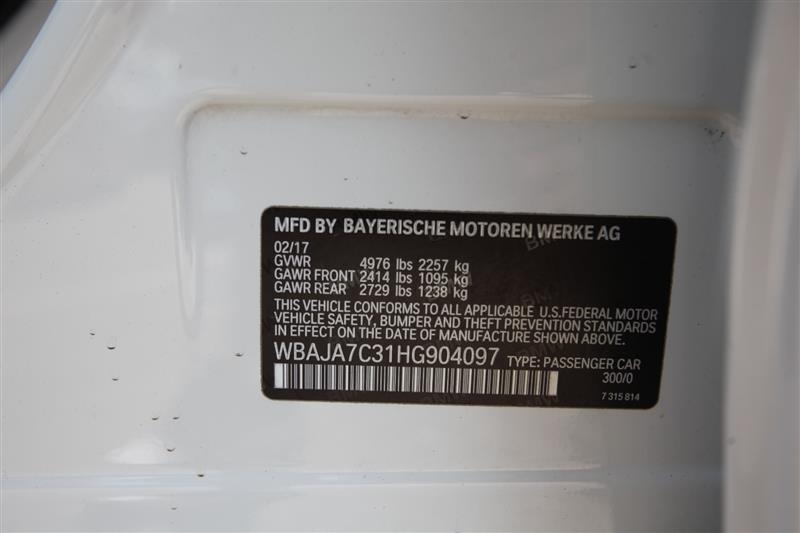 MFD BY BAYERISCHE MOTOREN WERKE AG
02/17
GVWR 4976 lbs 2257 kg
GAWR FRONT 2414 lbs 1095 kg
GAWR REAR 2729 lbs 1238 kg
THIS VEHICLE CONFORMS TO ALL APPLICABLE U.S.FEDERAL MOTOR
VEHICLE SAFETY, BUMPER AND THEFT PREVENTION STANDARDS
IN EFFECT ON THE DATE OF MANUFACTURE SHOWN ABOVE.
WBAJA7C31HG904097 TYPE: PASSENGER CAR
300/0
7 315 814